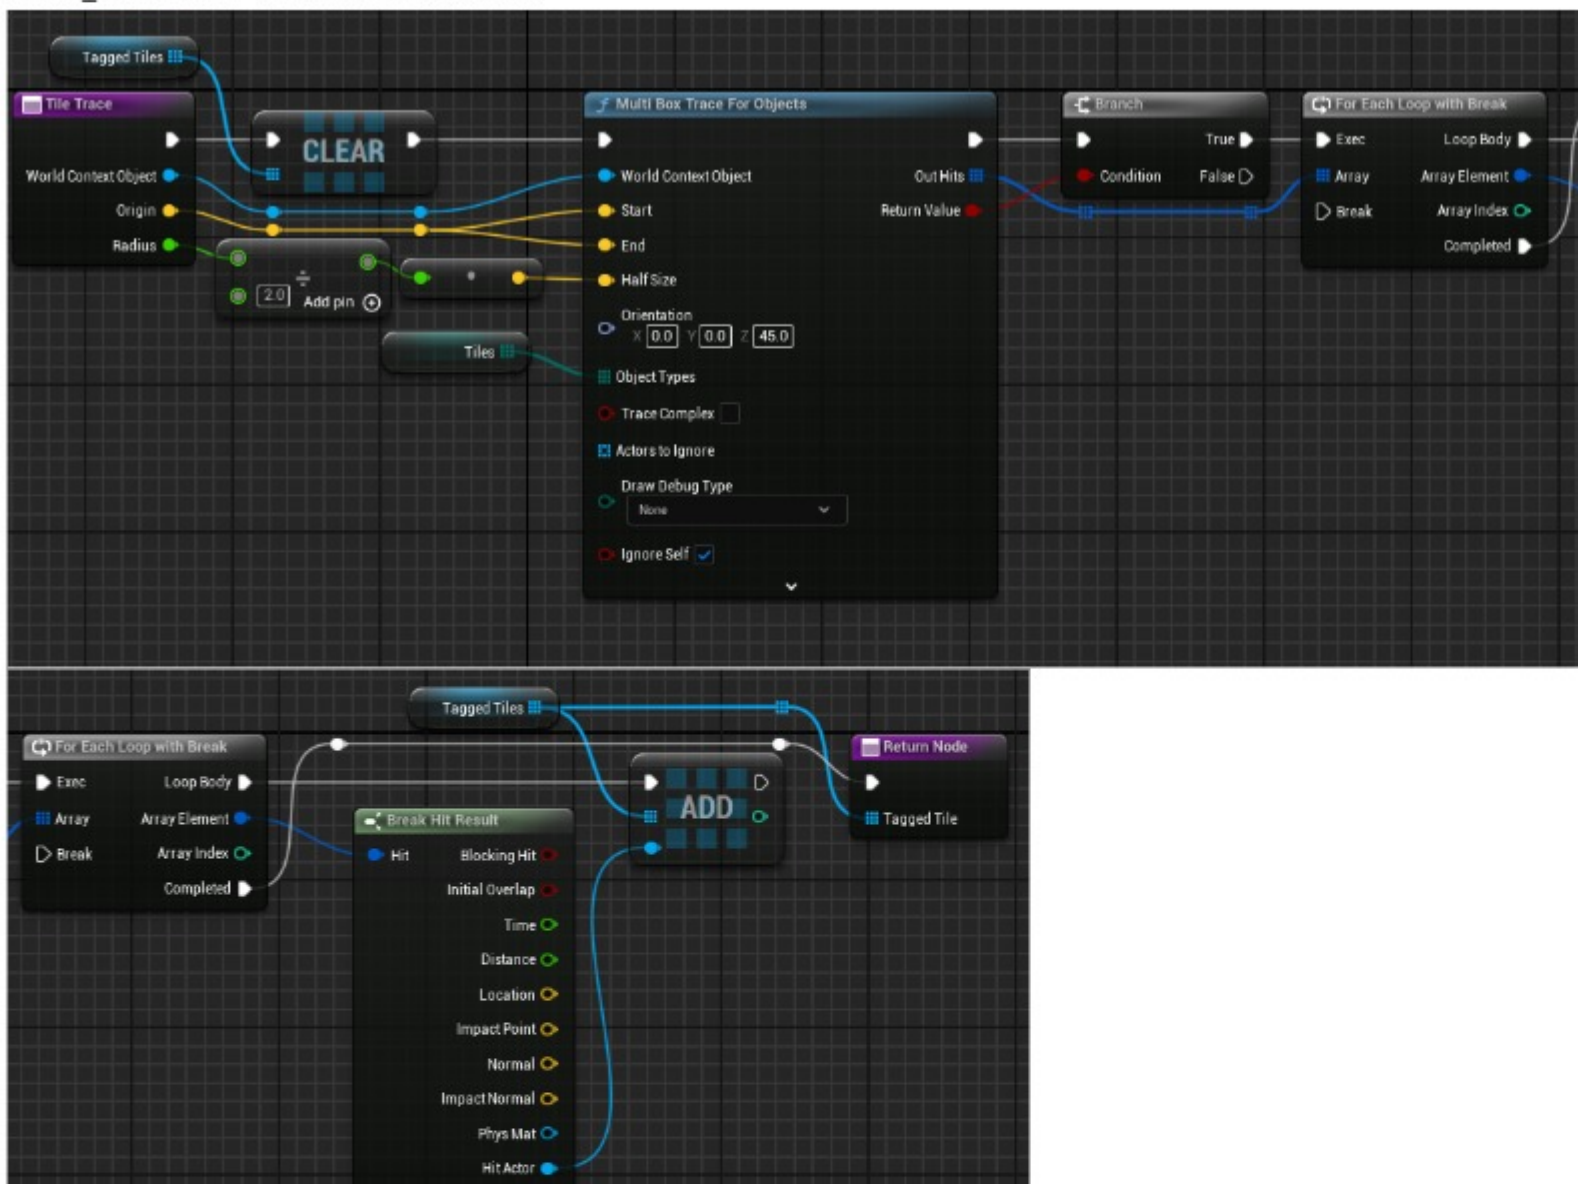 Tagged Tiles
Tile Trace
World Context Object
Origin
Radius
CLEAR
÷
2.0
Add pin
Tiles
Multi Box Trace For Objects
World Context Object Out Hits
Start Return Value
End
Half Size
Orientation
X 0.0 Y 0.0 Z 45.0
Object Types
Trace Complex
Actors to Ignore
Draw Debug Type
None
Ignore Self
Branch
True
Condition False
For Each Loop with Break
Exec Loop Body
Array Array Element
Break Array Index
Completed
Tagged Tiles
For Each Loop with Break
Exec Loop Body
Array Array Element
Break Array Index
Completed
Break Hit Result
Hit Blocking Hit
Initial Overlap
Time
Distance
Location
Impact Point
Normal
Impact Normal
Phys Mat
Hit Actor
ADD
Return Node
Tagged Tile